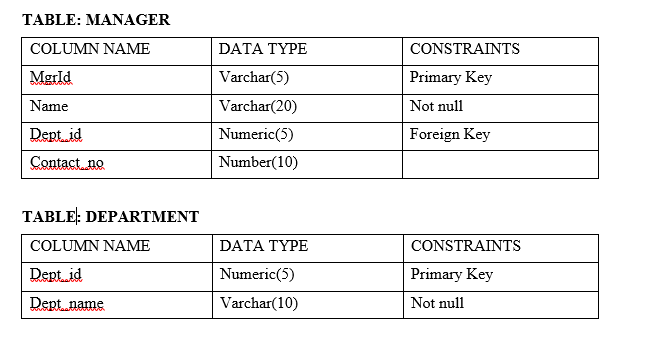 TABLE: MANAGER
COLUMN NAME DATA TYPE CONSTRAINTS
MgrId Varchar(5) Primary Key
Name Varchar(20) Not null
Dept_id Numeric(5) Foreign Key
Contact_no Number(10)
TABLE: DEPARTMENT
COLUMN NAME DATA TYPE CONSTRAINTS
Dept_id Numeric(5) Primary Key
Dept_name Varchar(10) Not null